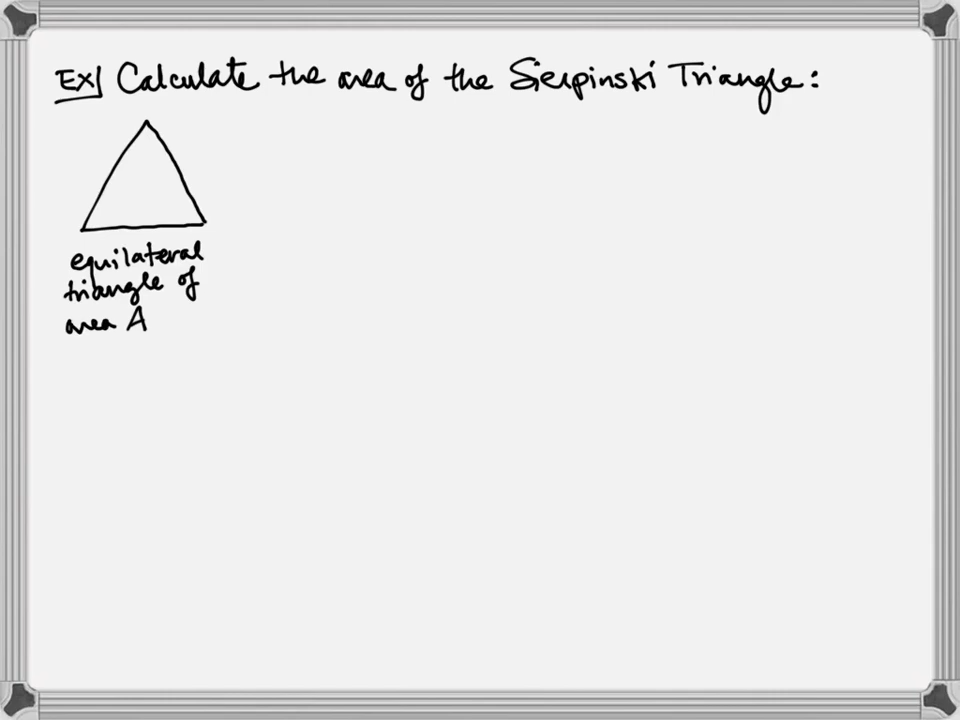 Ex) Calculate the area of the Sierpinski Triangle:
equilateral
triangle of
area A